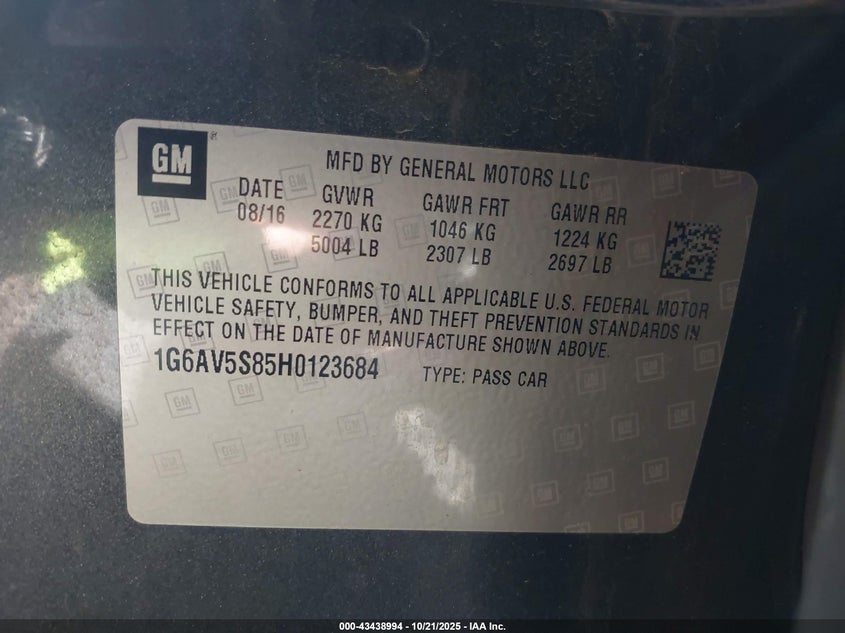 GM ®
MFD BY GENERAL MOTORS LLC
DATE GVWR GAWR FRT GAWR RR
08/16 2270 KG 1046 KG 1224 KG
5004 LB 2307 LB 2697 LB
THIS VEHICLE CONFORMS TO ALL APPLICABLE U.S. FEDERAL MOTOR
VEHICLE SAFETY, BUMPER, AND THEFT PREVENTION STANDARDS IN
EFFECT ON THE DATE OF MANUFACTURE SHOWN ABOVE.
1G6AV5S85H0123684 TYPE: PASS CAR
000-43438994 - 10/21/2025 - IAA Inc.